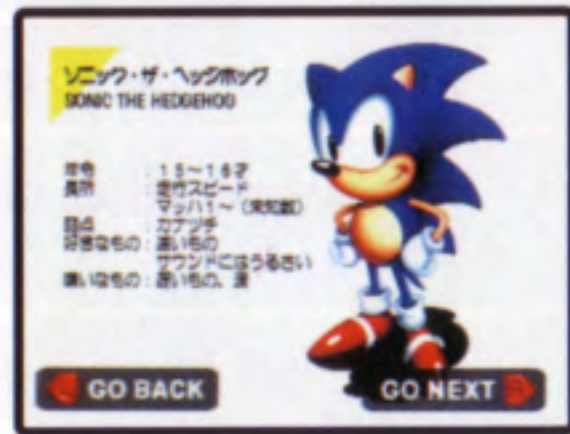 ソニック・ザ・ヘッジホッグ
SONIC THE HEDGEHOG
年令 : 15〜16才
長所 : 走行スピード
マッハ1〜(未知数)
弱点 : カナヅチ
好きなもの : 速いもの
サウンドにはうるさい
嫌いなもの : 遅いもの、涙
GO BACK
GO NEXT